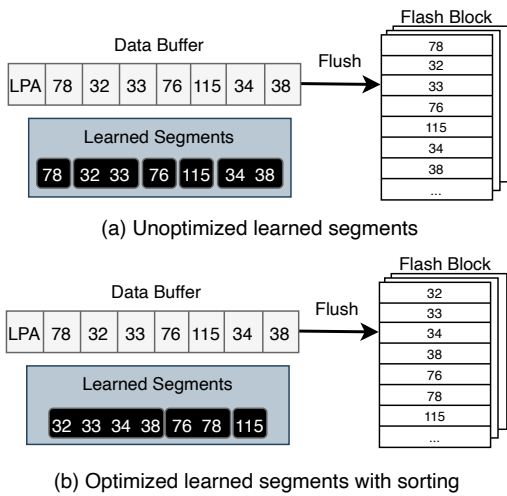 Flash Block
Data Buffer
Flush
LPA 78 32 33 76 115 34 38
78
32
33
76
115
34
38
...
Learned Segments
78 32 33 76 115 34 38
(a) Unoptimized learned segments
Flash Block
Data Buffer
Flush
LPA 78 32 33 76 115 34 38
32
33
34
38
76
78
115
...
Learned Segments
32 33 34 38 76 78 115
(b) Optimized learned segments with sorting